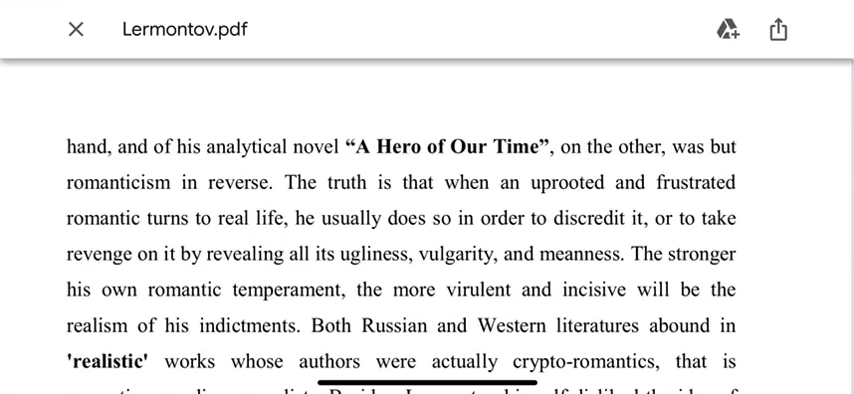 Lermontov.pdf
hand, and of his analytical novel “A Hero of Our Time”, on the other, was but
romanticism in reverse. The truth is that when an uprooted and frustrated
romantic turns to real life, he usually does so in order to discredit it, or to take
revenge on it by revealing all its ugliness, vulgarity, and meanness. The stronger
his own romantic temperament, the more virulent and incisive will be the
realism of his indictments. Both Russian and Western literatures abound in
'realistic' works whose authors were actually crypto-romantics, that is